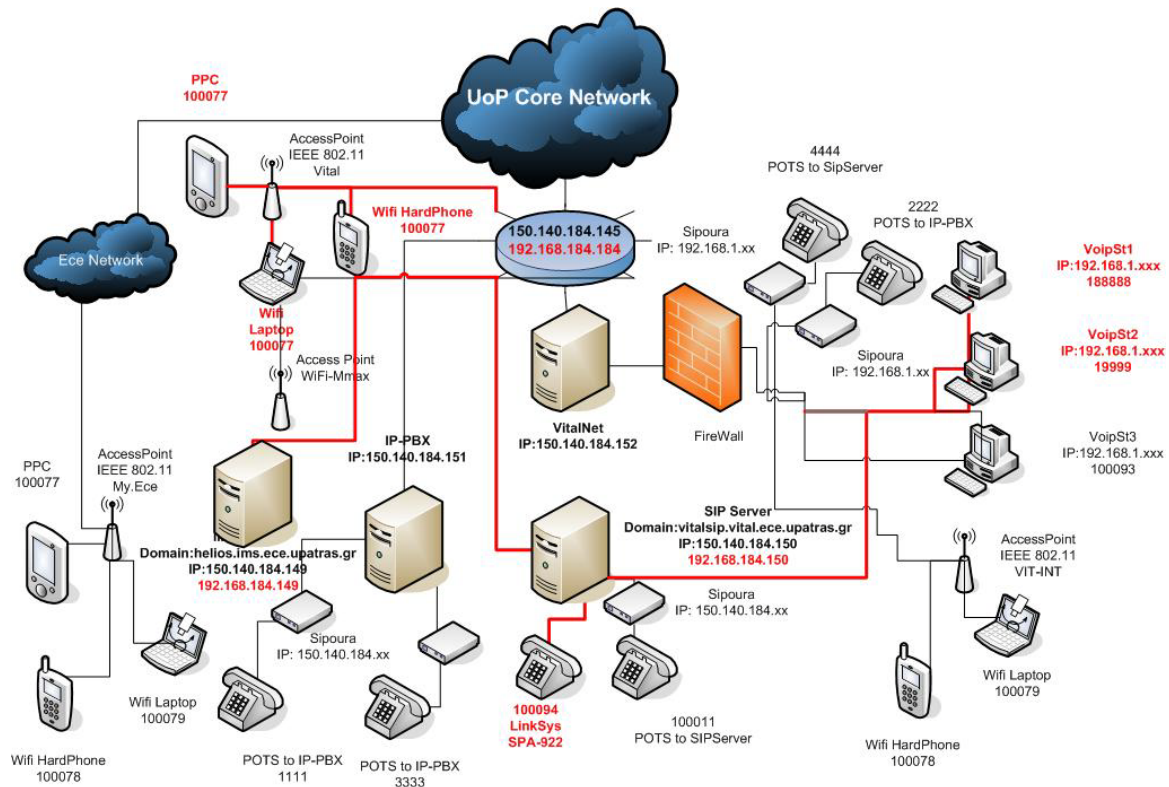 PPC
100077
UoP Core Network
AccessPoint
IEEE 802.11
Vital
4444
POTS to SipServer
Wifi HardPhone
100077
2222
POTS to IP-PBX
150.140.184.145
192.168.184.184
Sipoura
IP: 192.168.1.xx
Ece Network
VoipSt1
IP:192.168.1.xxx
188888
Wifi
Laptop
100077
Access Point
WiFi-Mmax
VoipSt2
IP:192.168.1.xxx
19999
Sipoura
IP: 192.168.1.xx
VitalNet
IP:150.140.184.152
FireWall
IP-PBX
IP:150.140.184.151
VoipSt3
IP:192.168.1.xxx
100093
PPC
100077
AccessPoint
IEEE 802.11
My.Ece
SIP Server
Domain:vitalsip.vital.ece.upatras.gr
IP:150.140.184.150
192.168.184.150
Domain:helios.ims.ece.upatras.gr
IP:150.140.184.149
192.168.184.149
AccessPoint
IEEE 802.11
VIT-INT
Sipoura
IP: 150.140.184.xx
Sipoura
IP: 150.140.184.xx
Wifi Laptop
100079
Wifi Laptop
100079
100094
LinkSys
SPA-922
100011
POTS to SIPServer
Wifi HardPhone
100078
POTS to IP-PBX
1111
POTS to IP-PBX
3333
Wifi HardPhone
100078